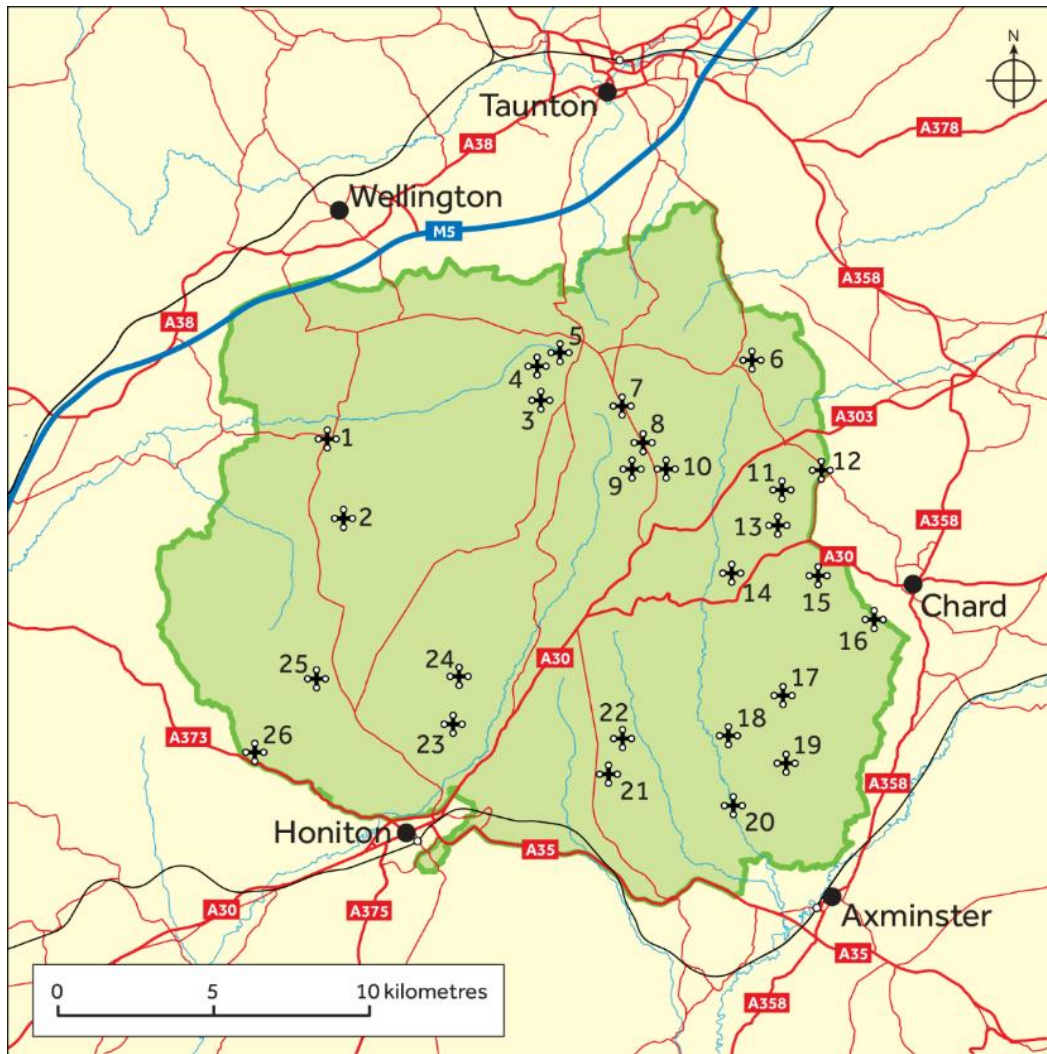 N
Taunton
A38
A378
Wellington
M5
A358
A38
5
4
6
3
7
A303
8
1
9
10
12
11
2
13
A358
A30
14
15
Chard
16
A30
25
24
17
22
18
26
23
19
A373
21
A358
20
Honiton
A35
A30
A375
Axminster
A35
A358
0 5 10 kilometres